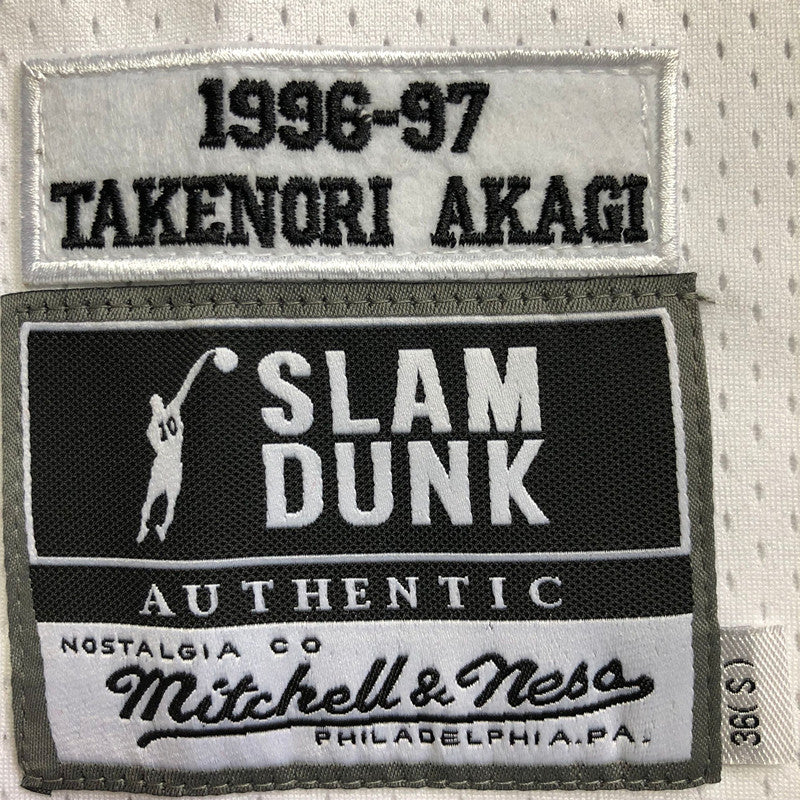 1996-97
TAKENORI AKAGI
10
SLAM
DUNK
AUTHENTIC
NOSTALGIA CO
Mitchell & Ness
PHILADELPHIA.PA.
36(S)